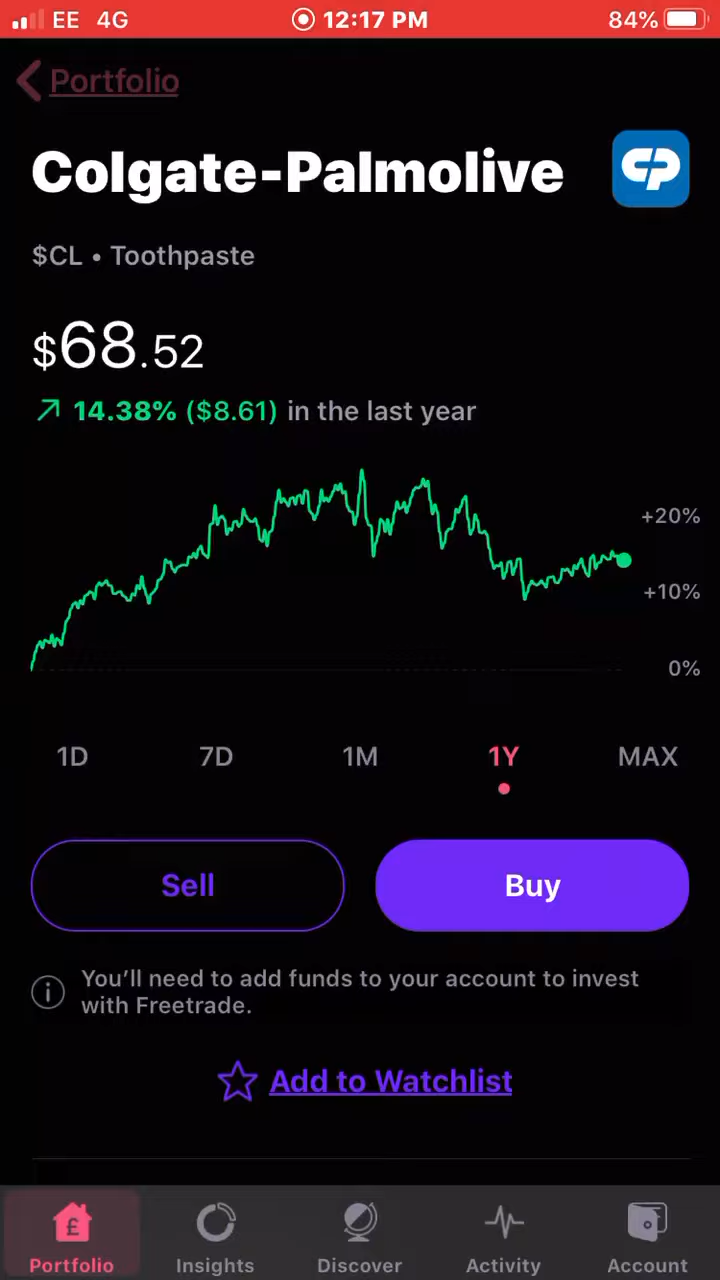 EE 4G 12:17 PM 84%
Portfolio
Colgate-Palmolive
$CL • Toothpaste
$68.52
14.38% ($8.61) in the last year
+20%
+10%
0%
1D 7D 1M 1Y MAX
Sell Buy
You'll need to add funds to your account to invest
with Freetrade.
Add to Watchlist
Portfolio Insights Discover Activity Account